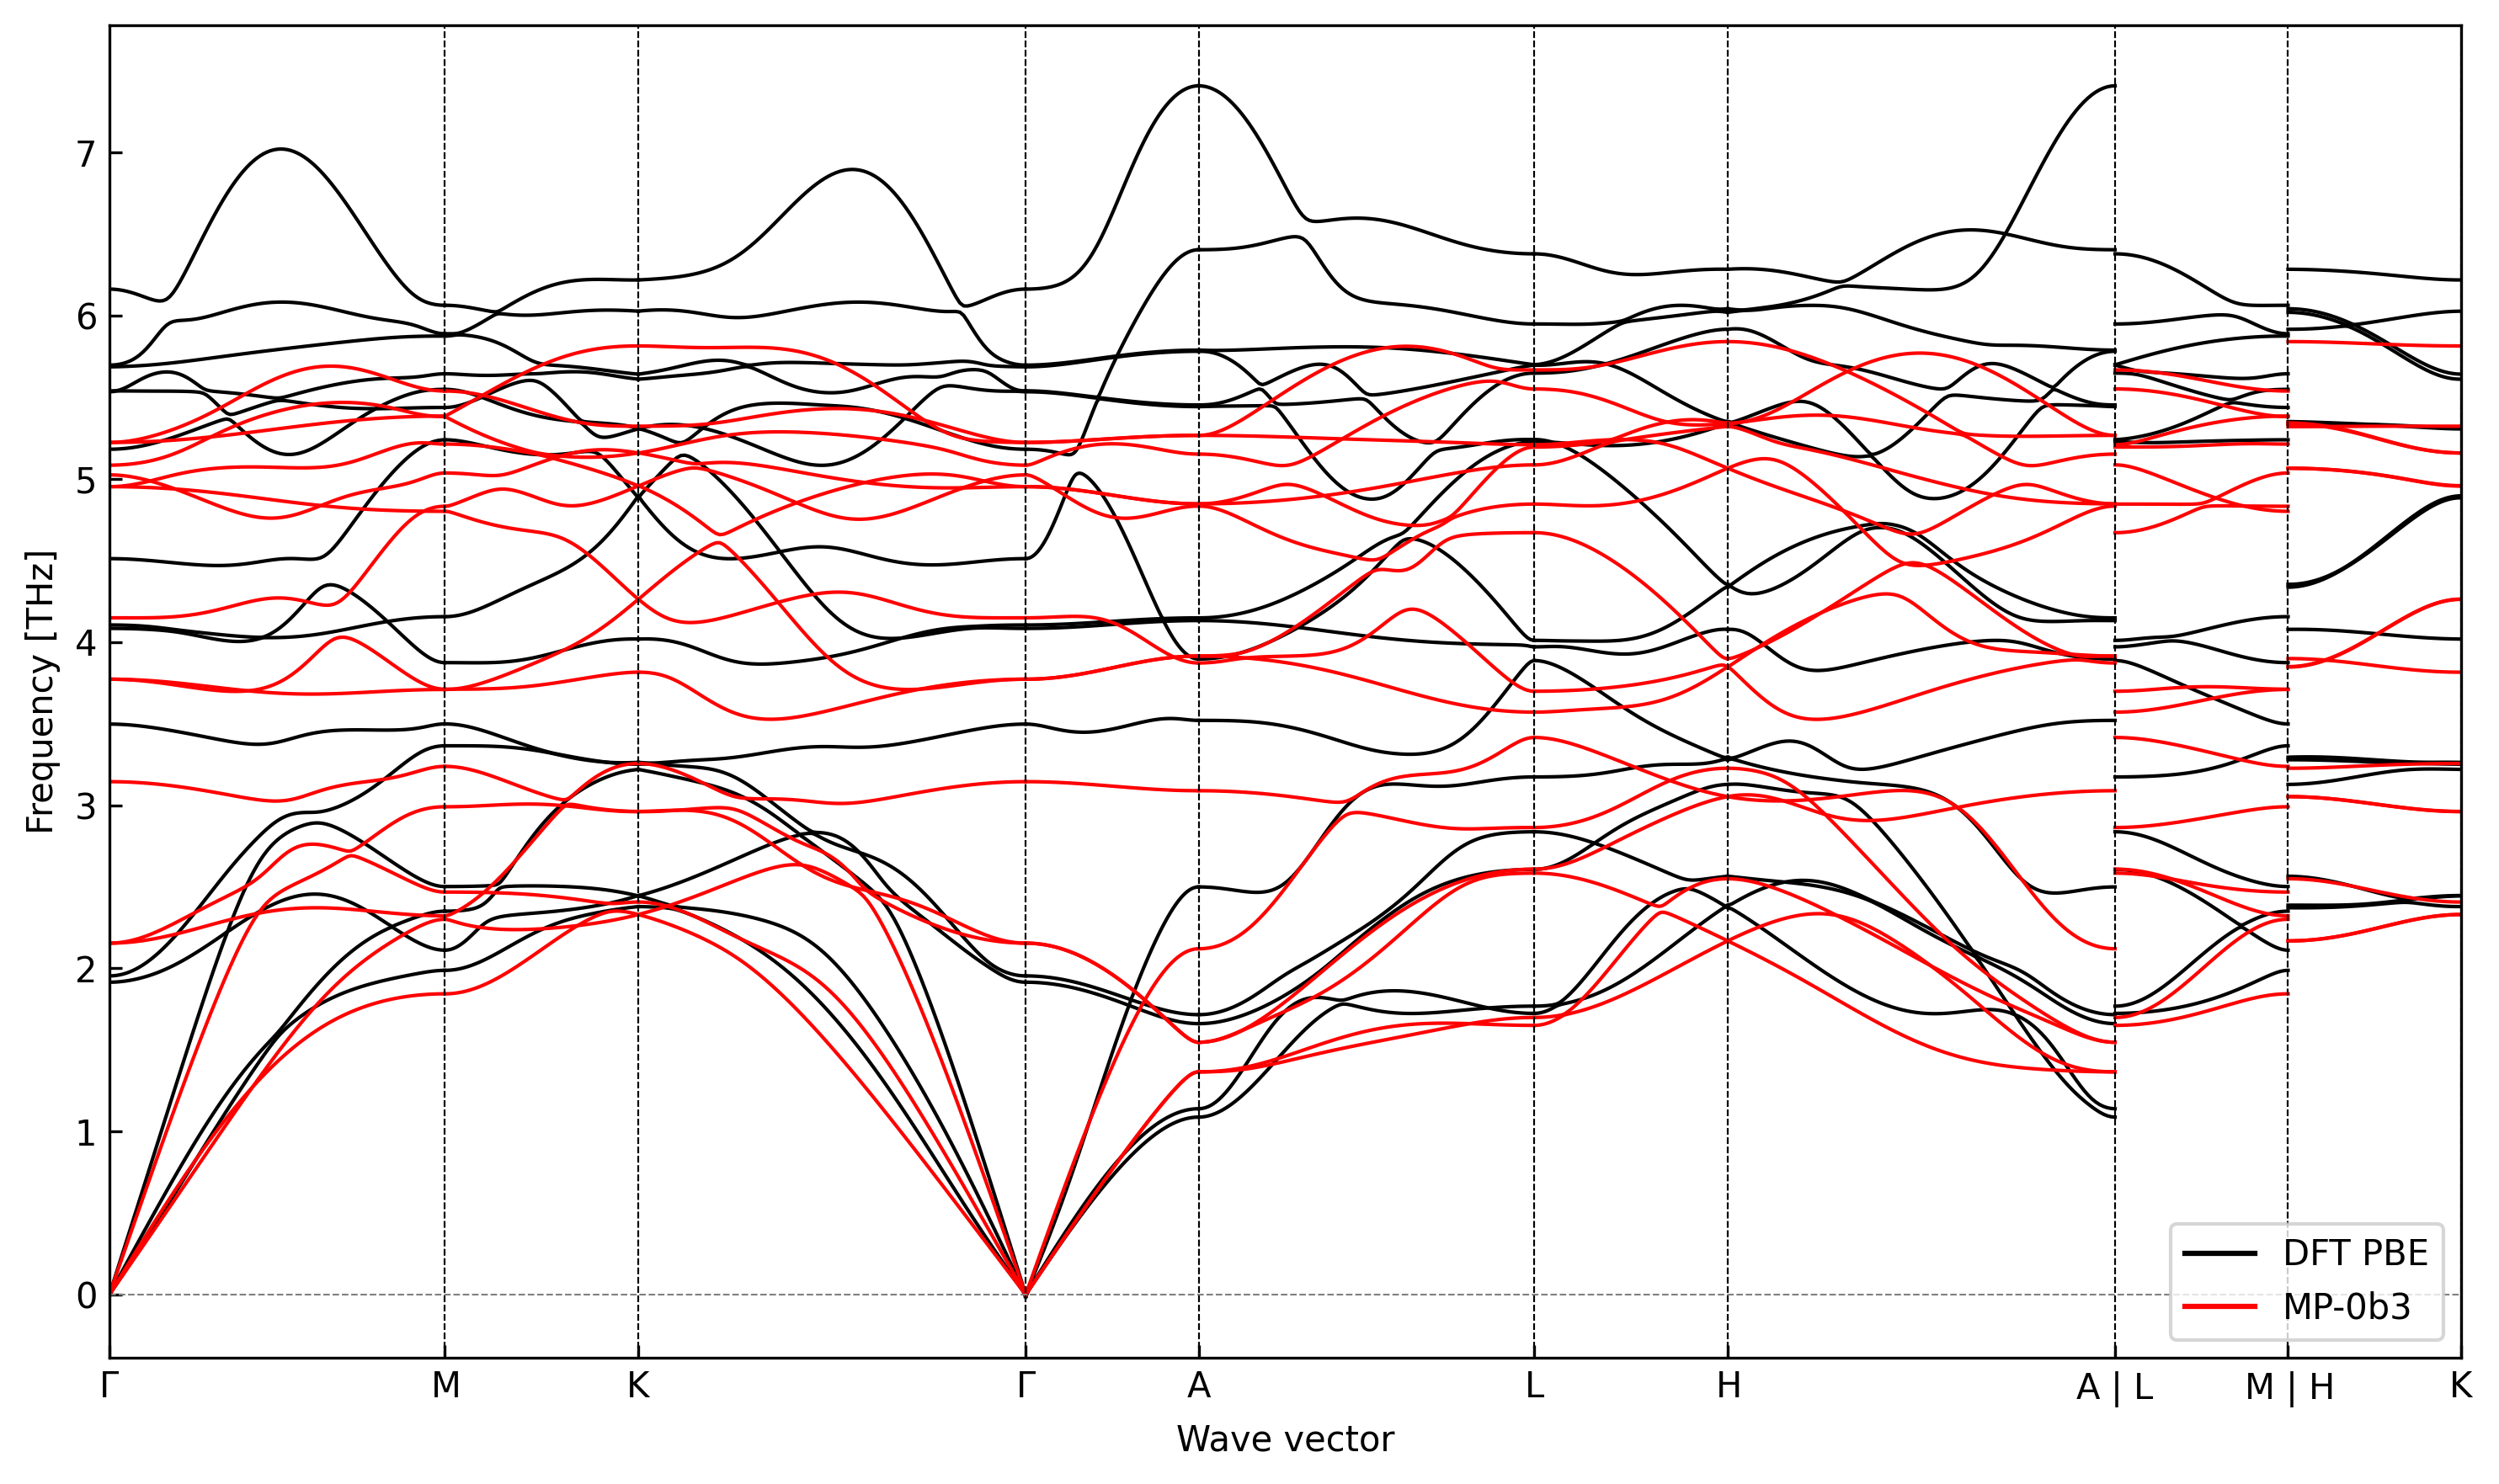 7
6
5
4
3
2
1
0
Frequency [THz]
Γ M K Γ A L H A | L M | H K
Wave vector
DFT PBE
MP-0b3